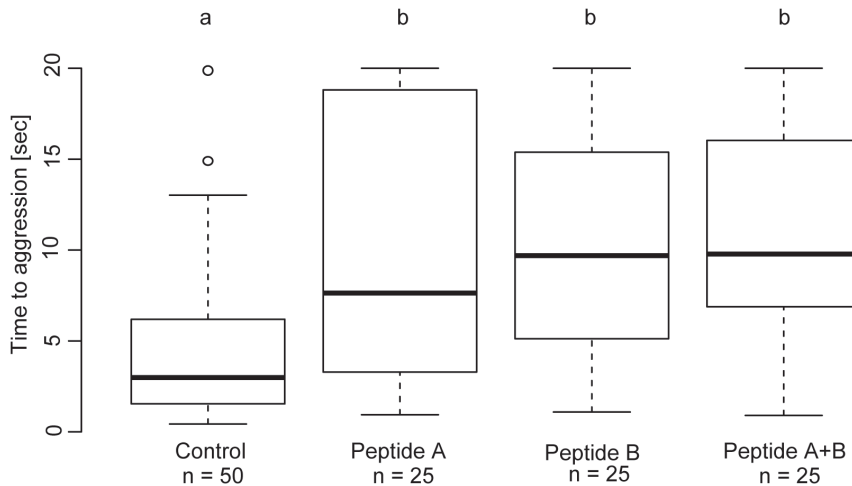 a b b b
Time to aggression [sec]
20
15
10
5
0
Control Peptide A Peptide B Peptide A+B
n = 50 n = 25 n = 25 n = 25